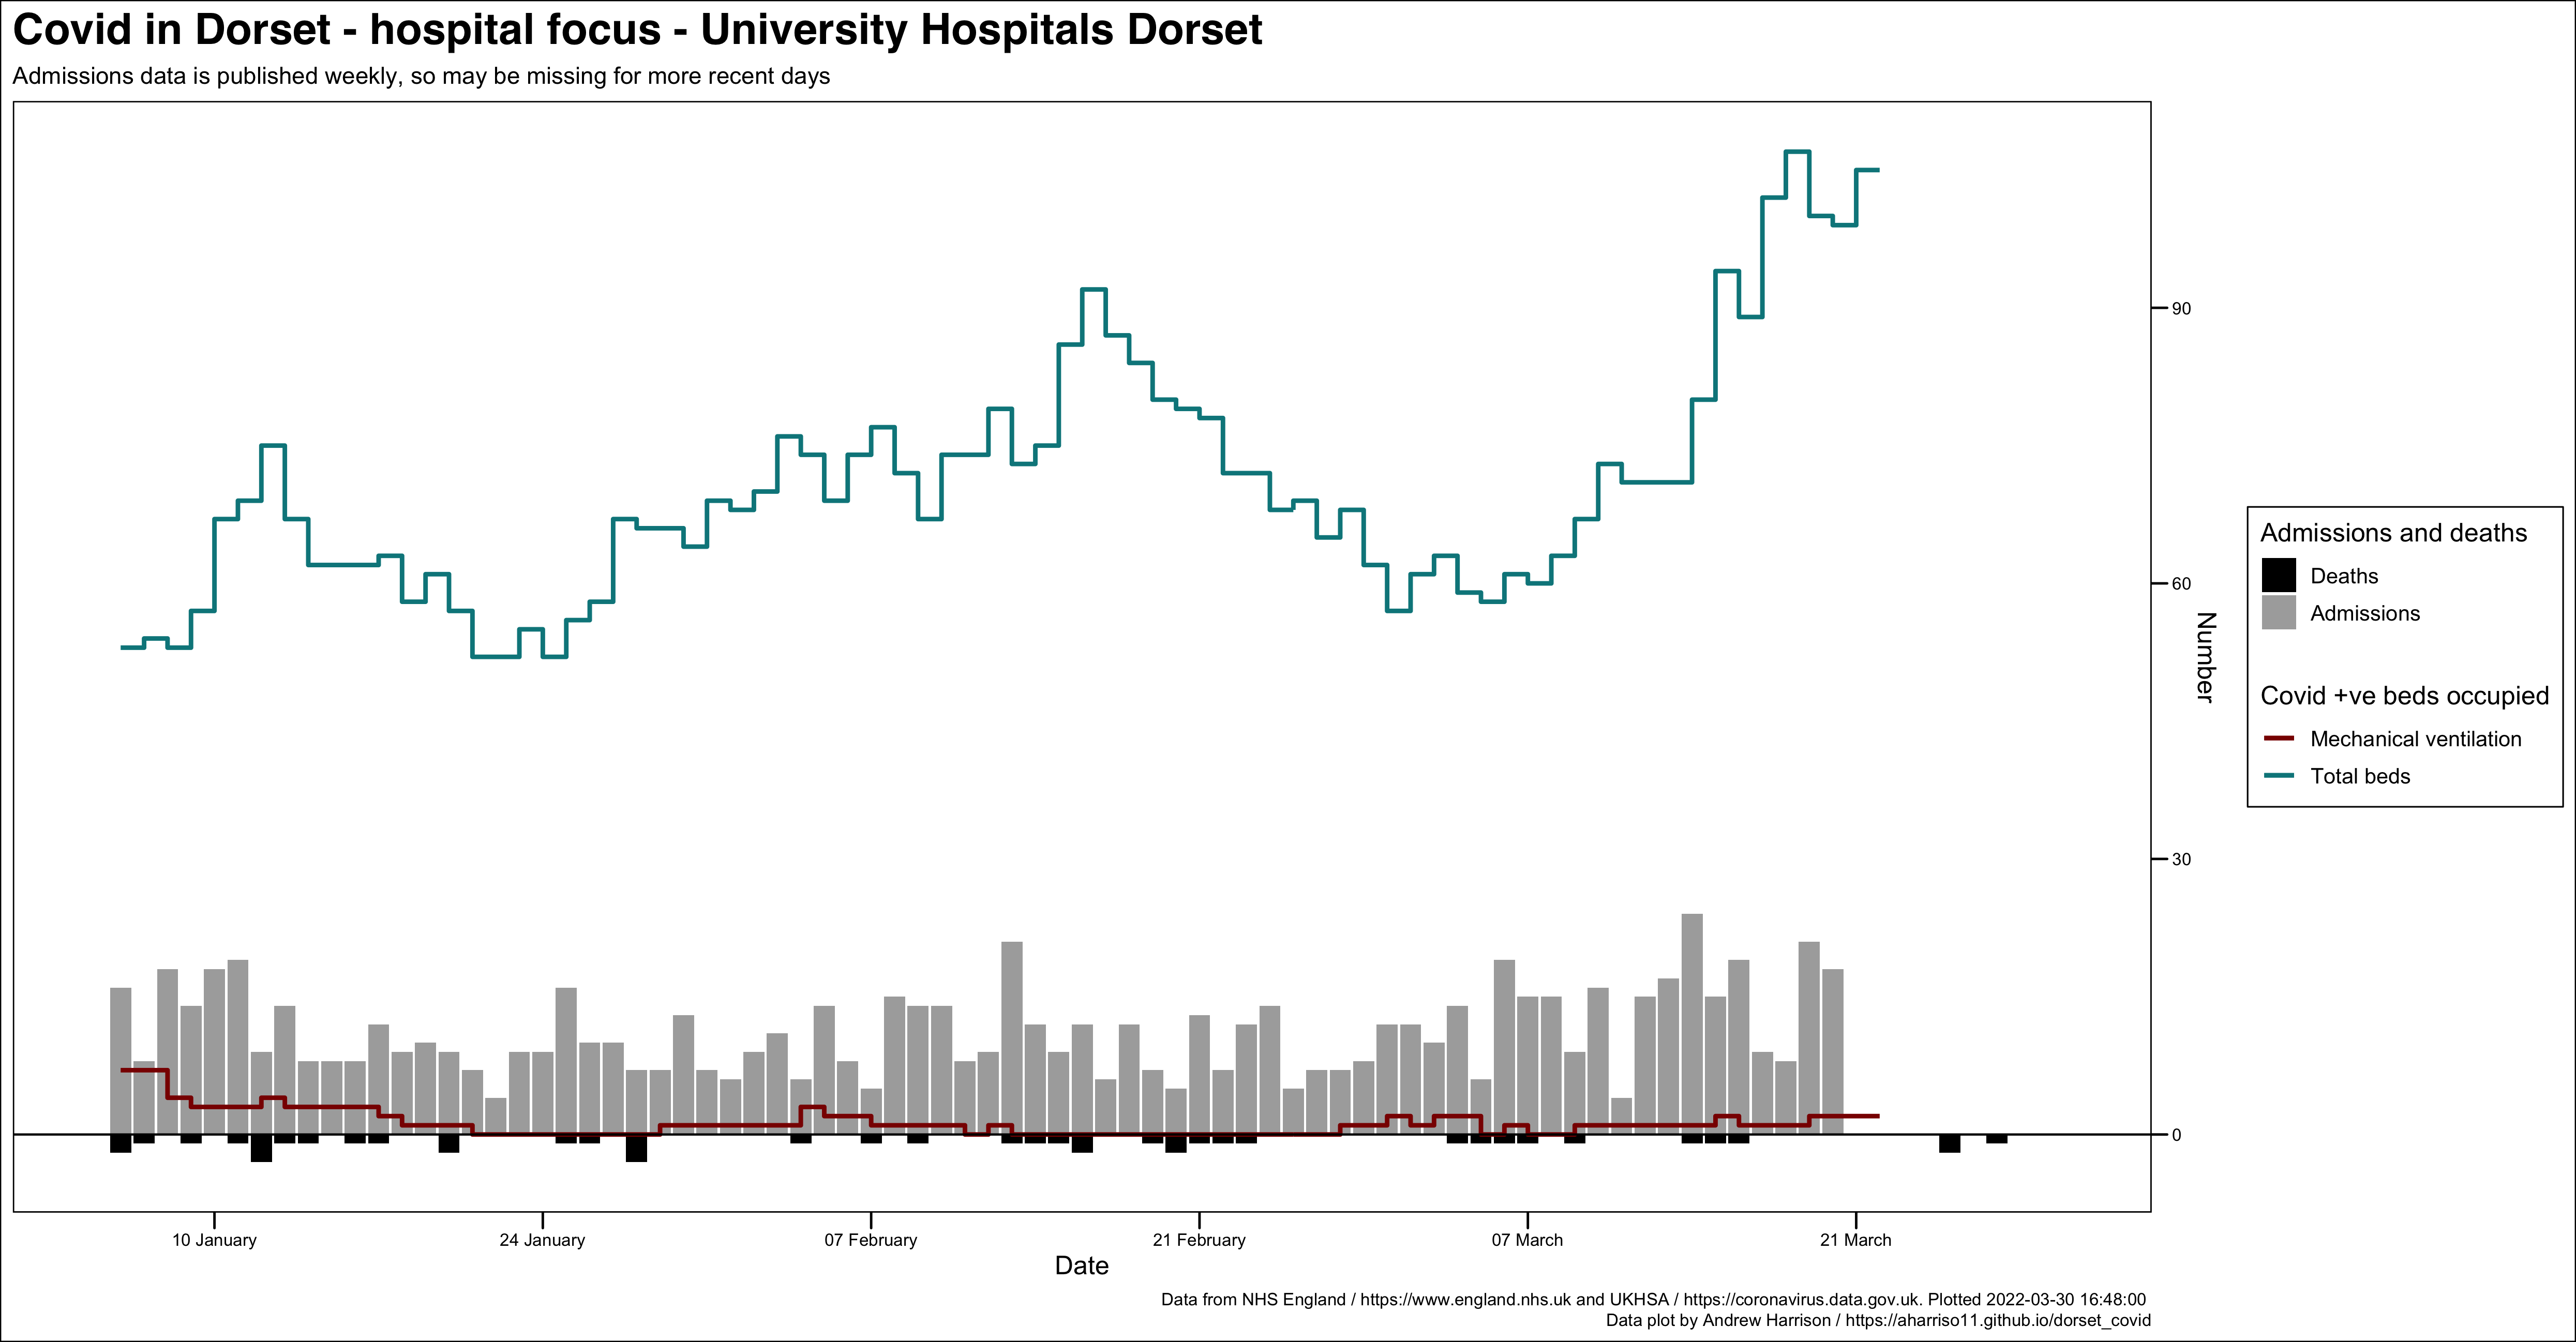 Covid in Dorset - hospital focus - University Hospitals Dorset
Admissions data is published weekly, so may be missing for more recent days
90
60
30
0
Number
Admissions and deaths
Deaths
Admissions
Covid +ve beds occupied
Mechanical ventilation
Total beds
10 January
24 January
07 February
21 February
07 March
21 March
Date
Data from NHS England / https://www.england.nhs.uk and UKHSA / https://coronavirus.data.gov.uk. Plotted 2022-03-30 16:48:00
Data plot by Andrew Harrison / https://aharriso11.github.io/dorset_covid